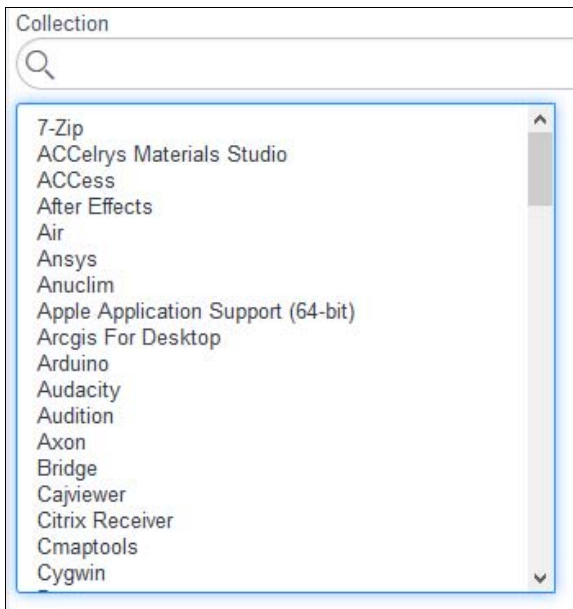 Collection
7-Zip
ACCelrys Materials Studio
ACCess
After Effects
Air
Ansys
Anuclim
Apple Application Support (64-bit)
Arcgis For Desktop
Arduino
Audacity
Audition
Axon
Bridge
Cajviewer
Citrix Receiver
Cmaptools
Cygwin